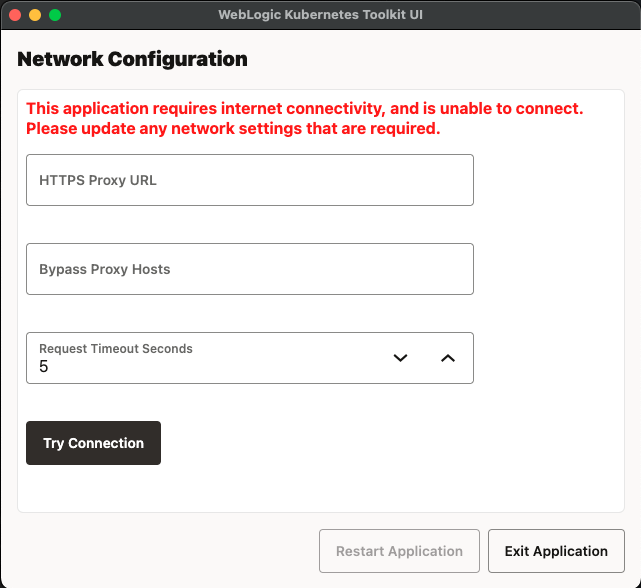 WebLogic Kubernetes Toolkit UI
Network Configuration
This application requires internet connectivity, and is unable to connect.
Please update any network settings that are required.
HTTPS Proxy URL
Bypass Proxy Hosts
Request Timeout Seconds
5
Try Connection
Restart Application
Exit Application